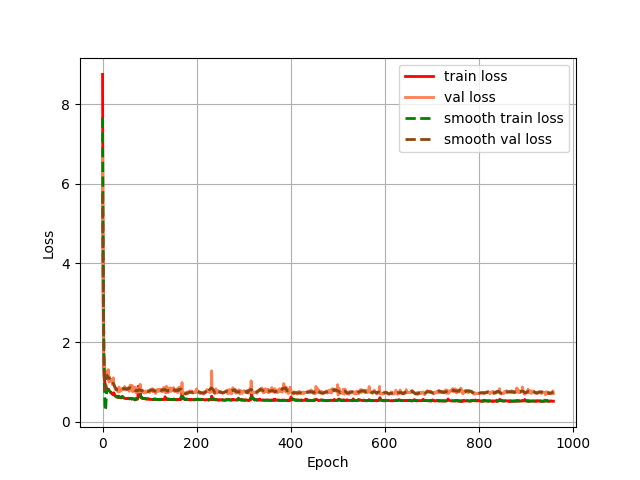 train loss
val loss
smooth train loss
smooth val loss
8
6
4
2
0
Loss
0 200 400 600 800 1000
Epoch